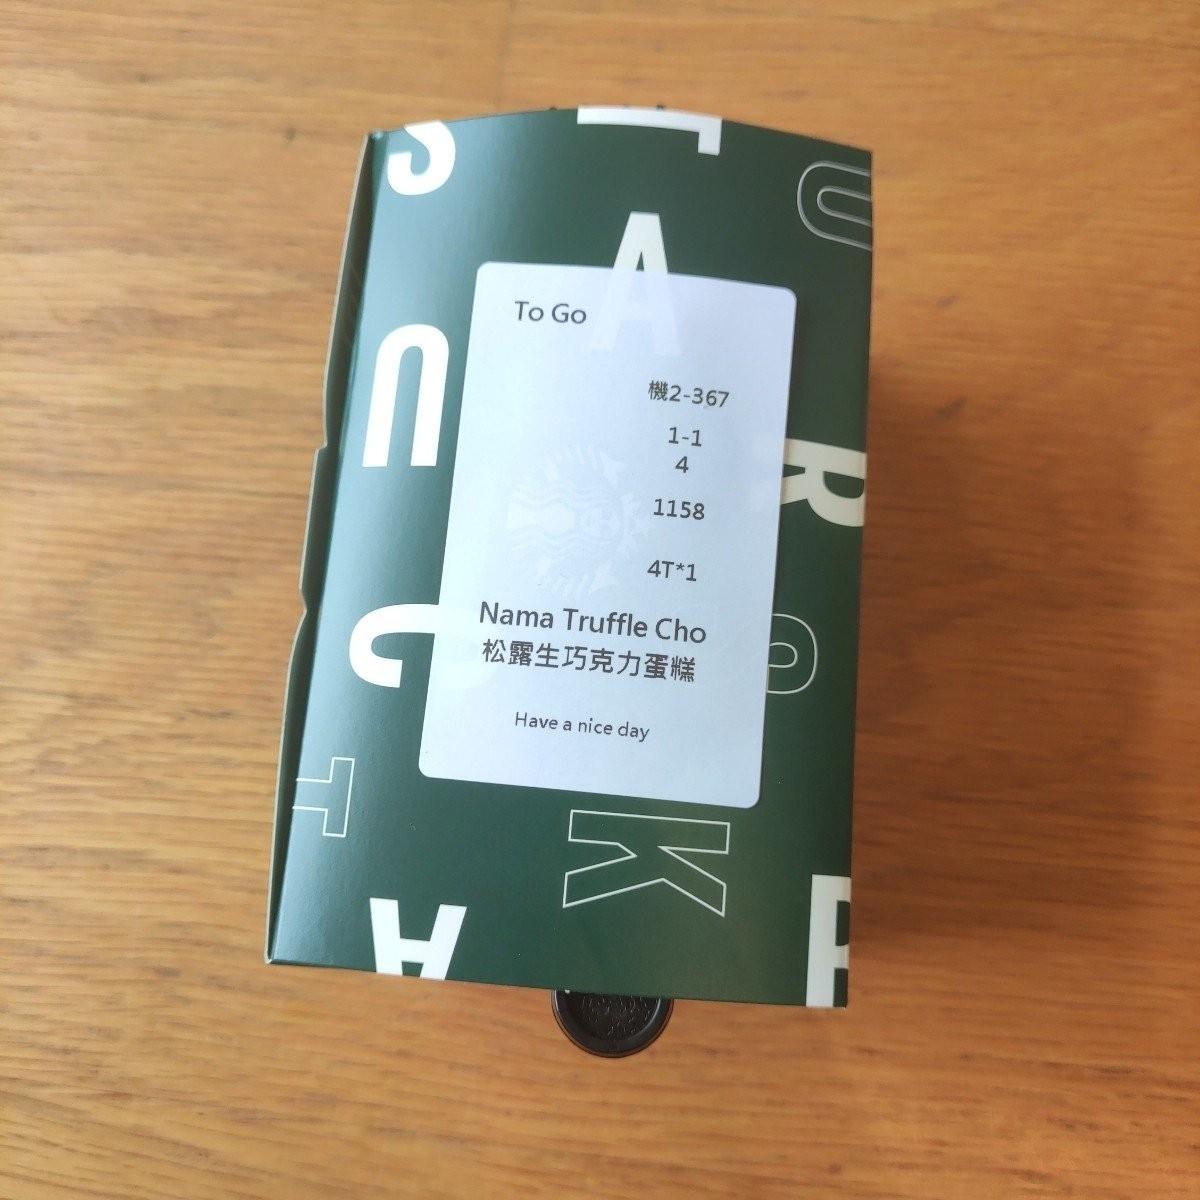 To Go
機2-367
1-1
4
1158
4T*1
Nama Truffle Cho
松露生巧克力蛋糕
Have a nice day
S
A
U
U
R
C
O
T
K
A